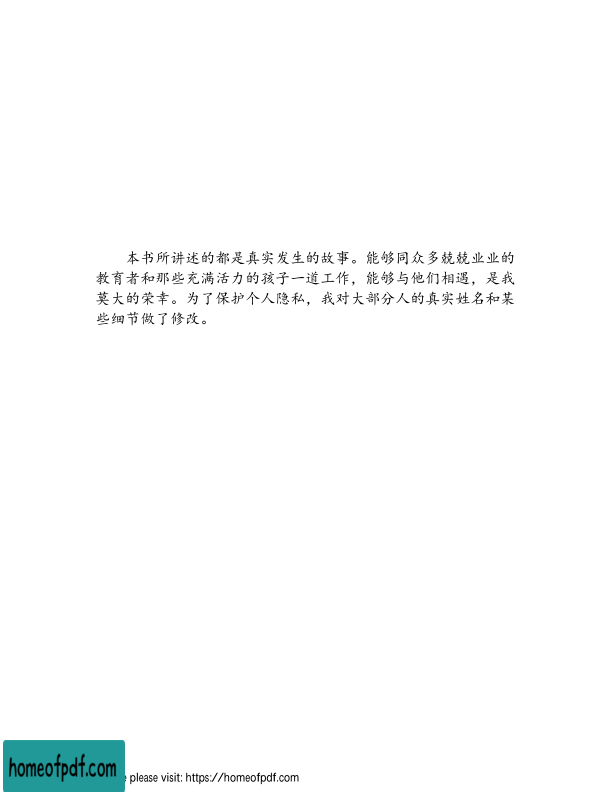 本书所讲述的都是真实发生的故事。能够同众多兢兢业业的
教育者和那些充满活力的孩子一道工作，能够与他们相遇，是我
莫大的荣幸。为了保护个人隐私，我对大部分人的真实姓名和某
些细节做了修改。
homeofpdf.com
please visit: https://homeofpdf.com